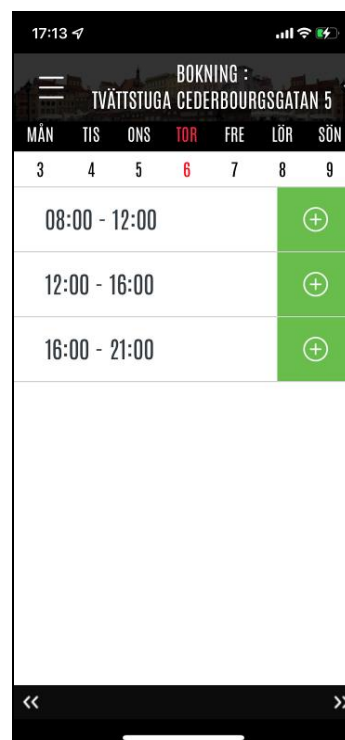 17:13
BOKNING :
TVÄTTSTUGA CEDERBOURGSGATAN 5
MÅN TIS ONS TOR FRE LÖR SÖN
3 4 5 6 7 8 9
08:00 - 12:00
12:00 - 16:00
16:00 - 21:00